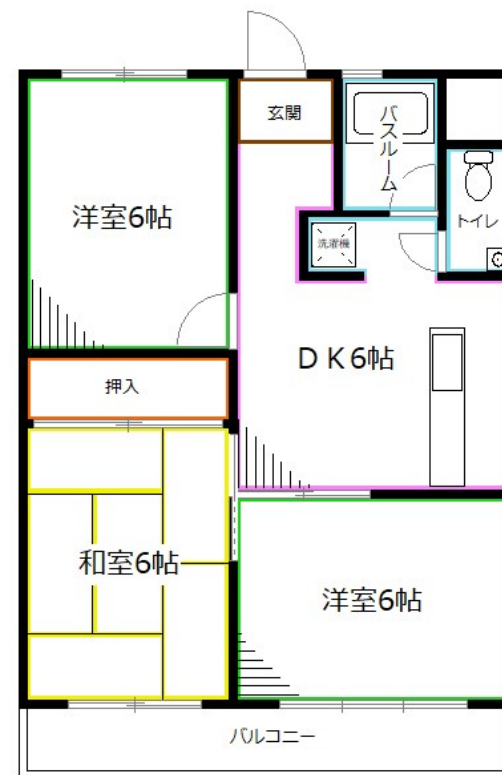 玄関
バスルーム
洋室6帖
トイレ
洗濯機
DK6帖
押入
和室6帖
洋室6帖
バルコニー